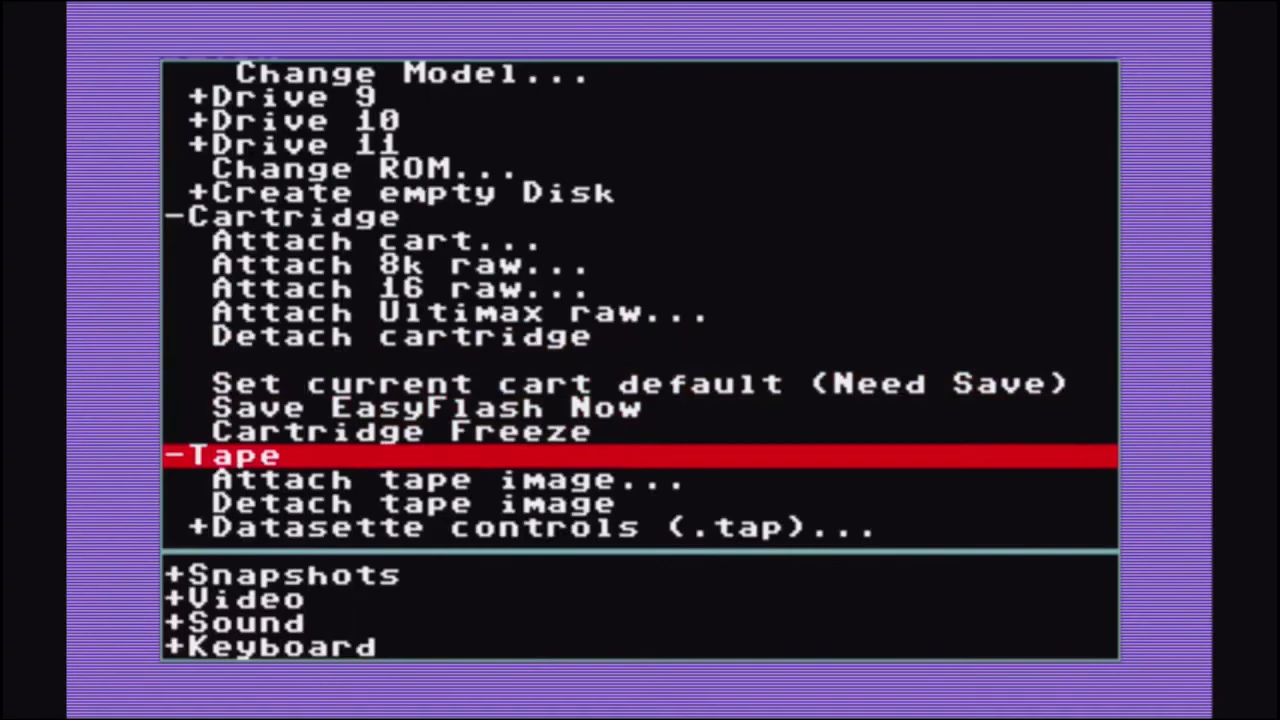 Change Model...
+Drive 9
+Drive 10
+Drive 11
Change ROM...
+Create empty Disk
-Cartridge
Attach cart...
Attach 8k raw...
Attach 16 raw...
Attach Ultimax raw...
Detach cartridge
Set current cart default (Need Save)
Save EasyFlash Now
Cartridge Freeze
-Tape
Attach tape image...
Detach tape image
+Datasette controls (.tap)...
+Snapshots
+Video
+Sound
+Keyboard